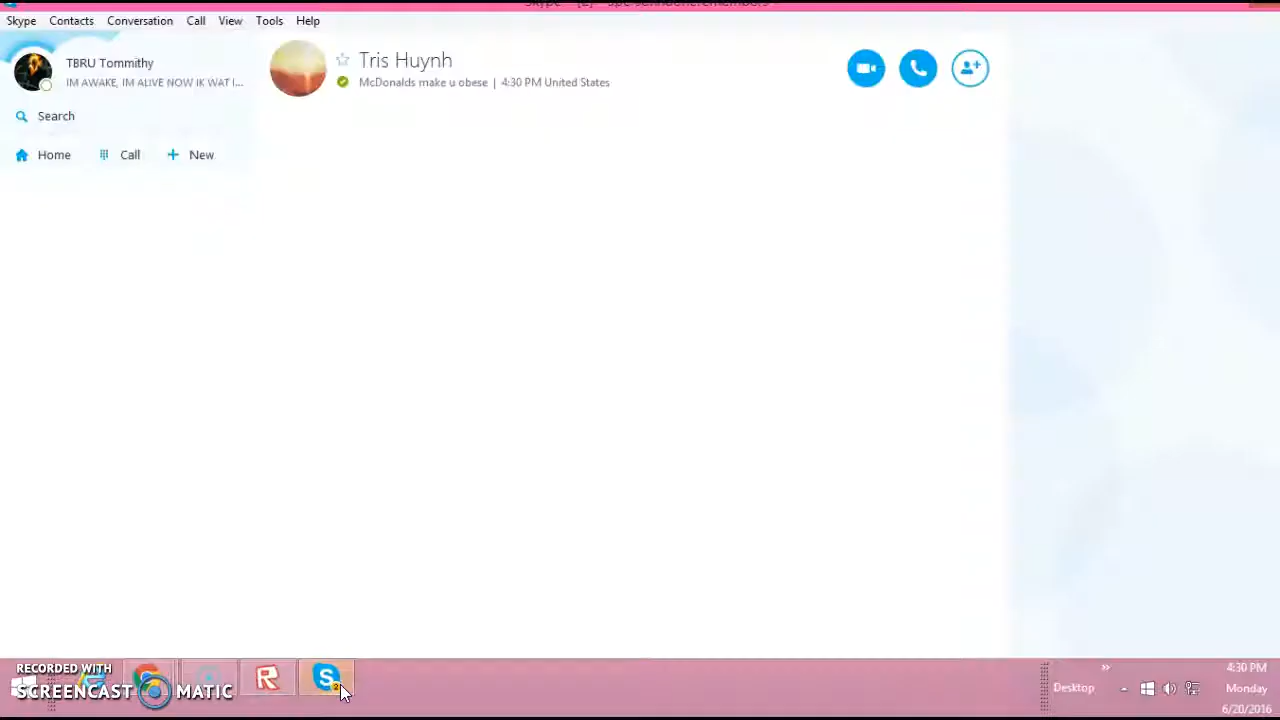 Skype Contacts Conversation Call View Tools Help
TBRU Tommithy
IM AWAKE, IM ALIVE NOW IK WAT I...
Tris Huynh
McDonalds make u obese | 4:30 PM United States
Search
Home Call New
RECORDED WITH
SCREENCAST MATIC
Desktop
4:30 PM
Monday
6/20/2016